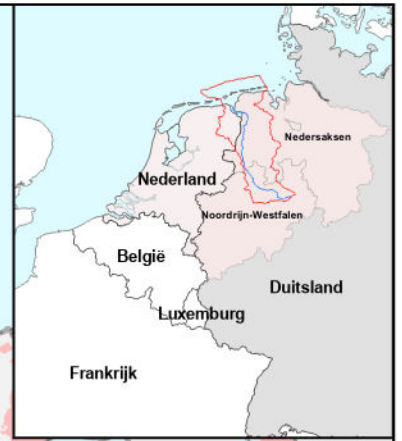 Nedersaksen
Nederland
Noordrijn-Westfalen
België
Duitsland
Luxemburg
Frankrijk